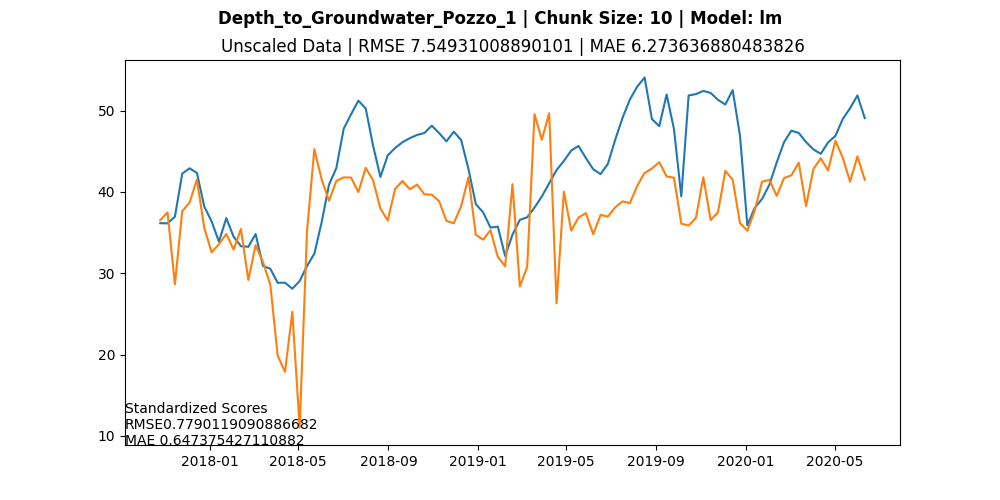 Depth_to_Groundwater_Pozzo_1 | Chunk Size: 10 | Model: lm
Unscaled Data | RMSE 7.54931008890101 | MAE 6.273636880483826
50
40
30
20
10
Standardized Scores
RMSE0.7790119090886682
MAE 0.647375427110882
2018-01 2018-05 2018-09 2019-01 2019-05 2019-09 2020-01 2020-05